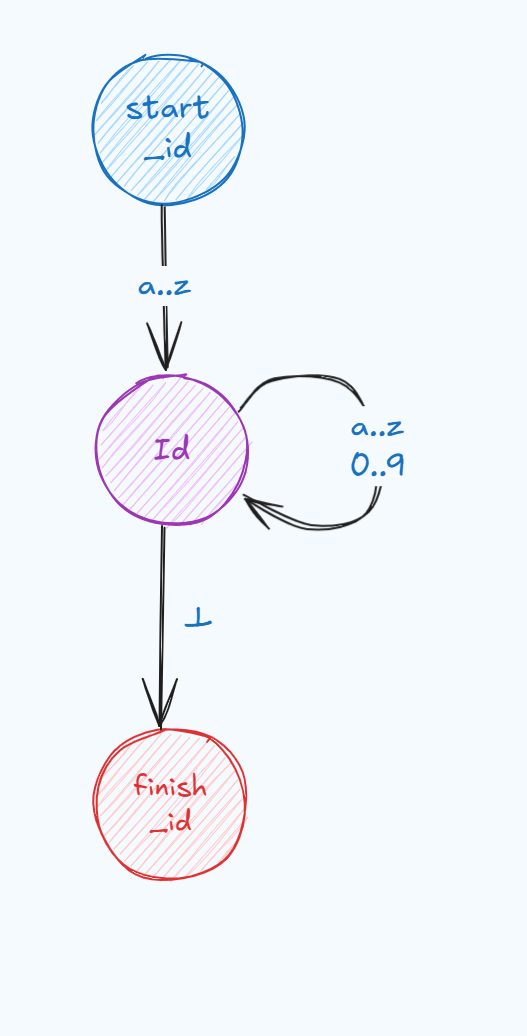 start
_id
a..z
Id
a..z
0..9
⊥
finish
_id